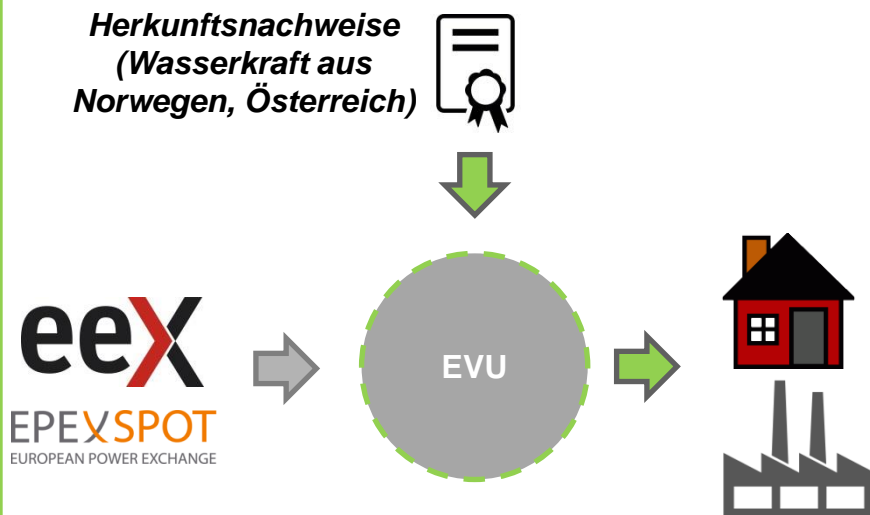 Herkunftsnachweise
(Wasserkraft aus
Norwegen, Österreich)
eex
EVU
EPEXSPOT
EUROPEAN POWER EXCHANGE